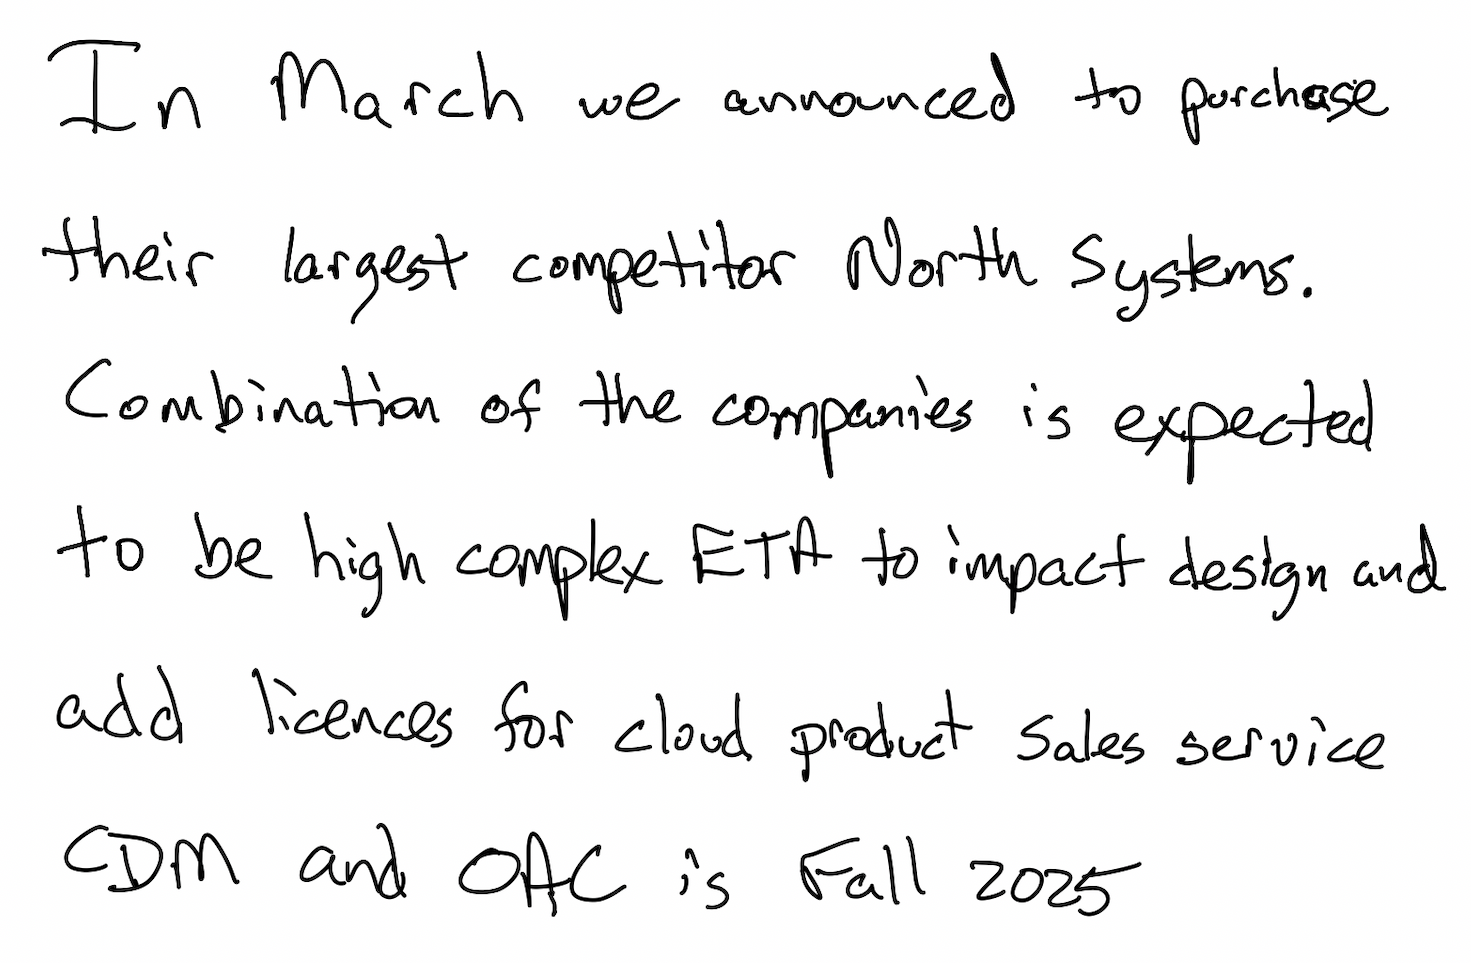 In March we announced to purchase
their largest competitor North Systems.
Combination of the companies is expected
to be high complex ETA to impact design and
add licences for cloud product sales service
CDM and OAC is Fall 2025